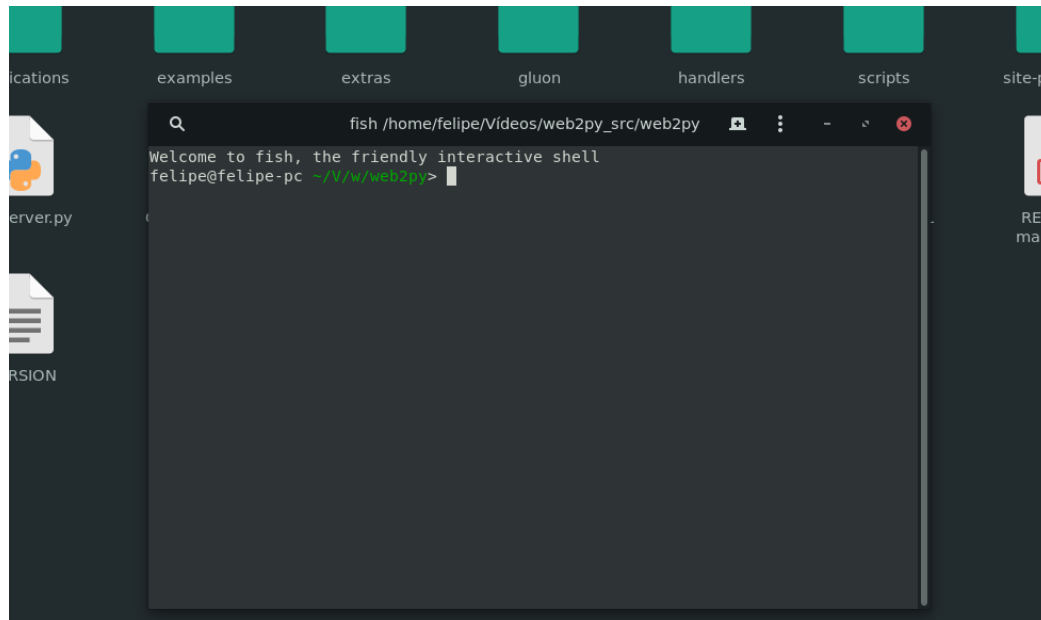 ications examples extras gluon handlers scripts site-
fish /home/felipe/Vídeos/web2py_src/web2py
Welcome to fish, the friendly interactive shell
felipe@felipe-pc ~/V/w/web2py>
erver.py
RE
ma
RSION